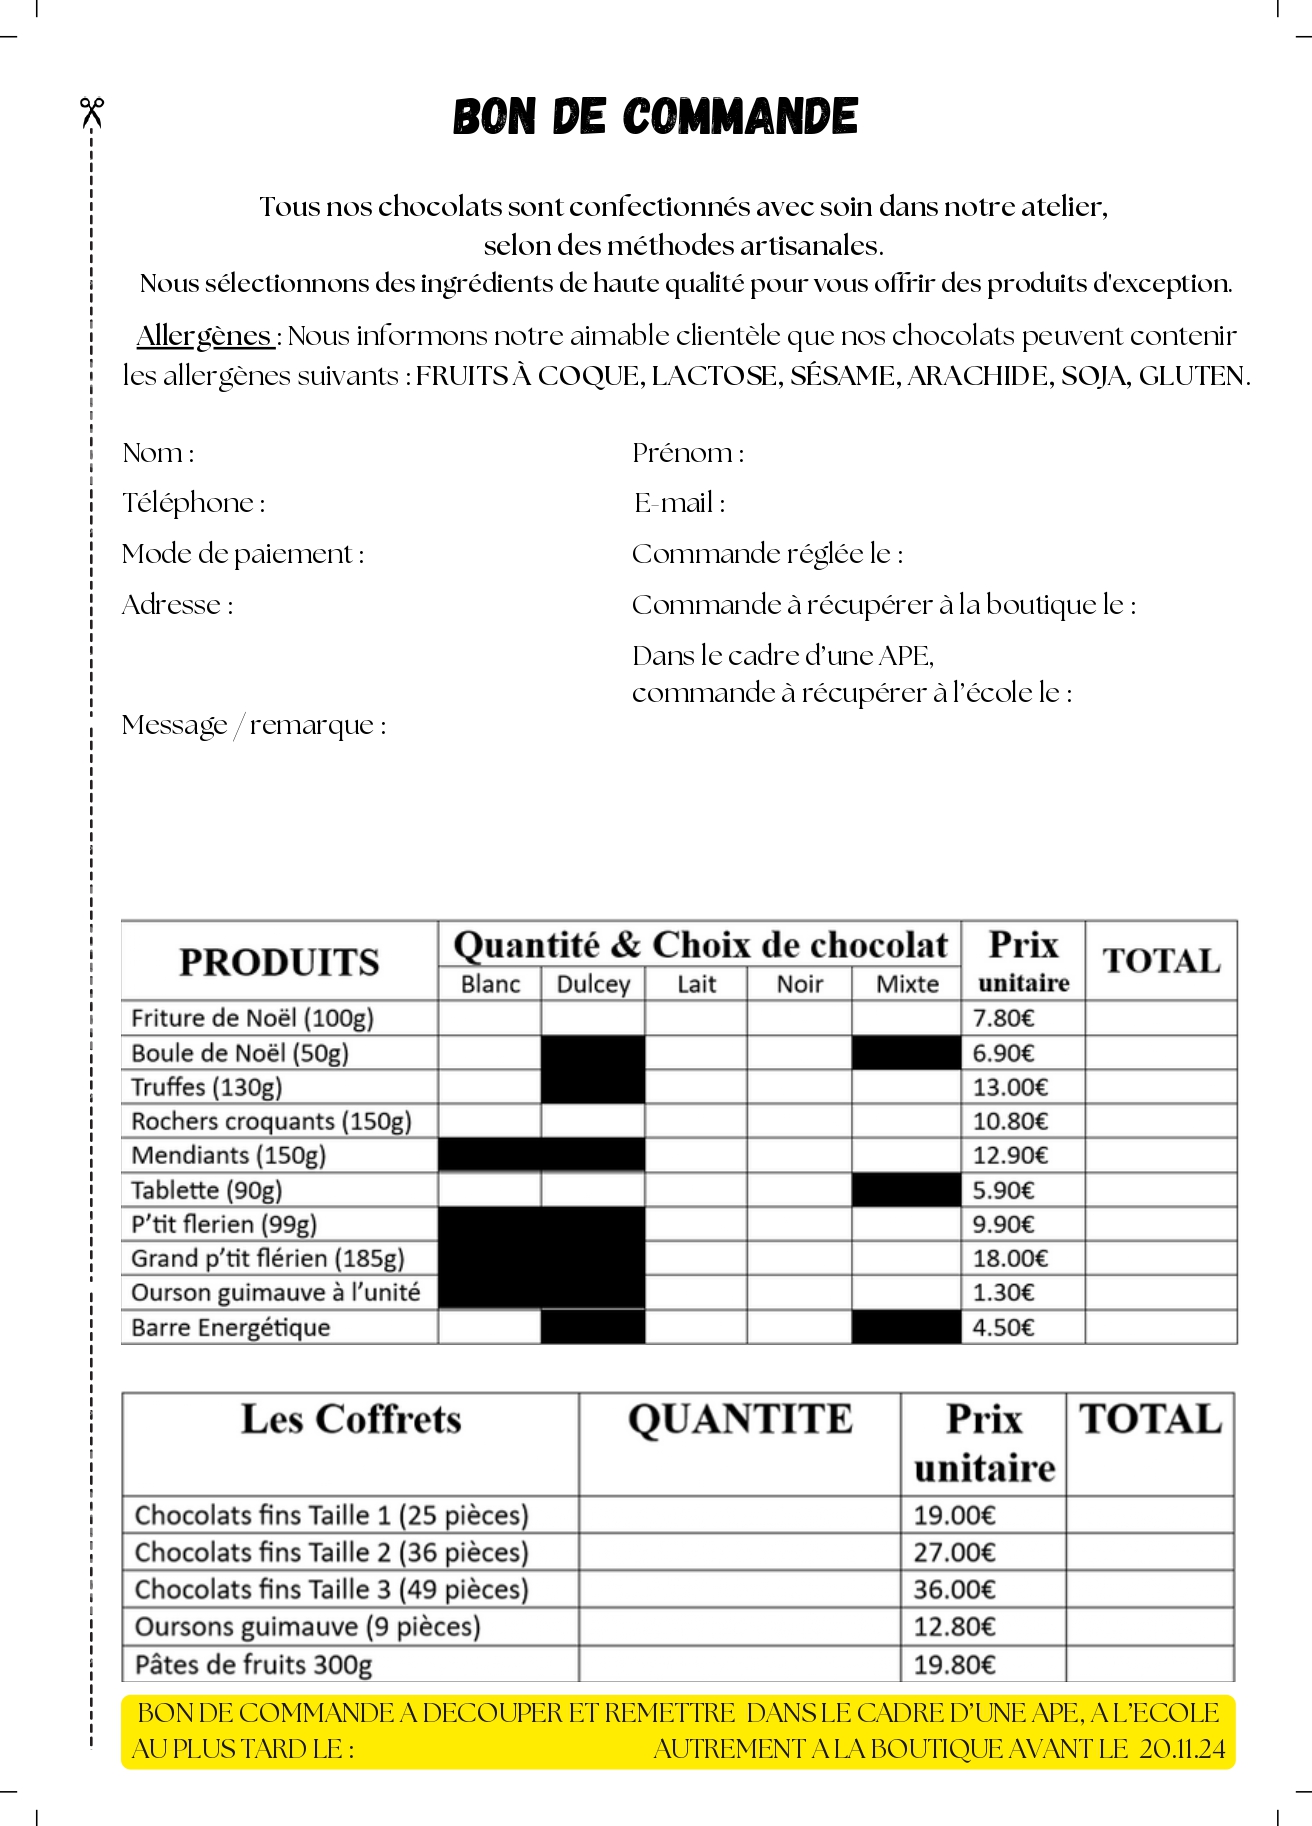 BON DE COMMANDE
Tous nos chocolats sont confectionnés avec soin dans notre atelier,
selon des méthodes artisanales.
Nous sélectionnons des ingrédients de haute qualité pour vous offrir des produits d'exception.
Allergènes : Nous informons notre aimable clientèle que nos chocolats peuvent contenir
les allergènes suivants : FRUITS À COQUE, LACTOSE, SÉSAME, ARACHIDE, SOJA, GLUTEN.
Nom : Prénom :
Téléphone : E-mail :
Mode de paiement : Commande réglée le :
Adresse : Commande à récupérer à la boutique le :
Dans le cadre d’une APE,
commande à récupérer à l’école le :
Message / remarque :
PRODUITS Quantité & Choix de chocolat Prix unitaire TOTAL
Blanc Dulcey Lait Noir Mixte
Friture de Noël (100g) 7.80€
Boule de Noël (50g) 6.90€
Truffes (130g) 13.00€
Rochers croquants (150g) 10.80€
Mendiants (150g) 12.90€
Tablette (90g) 5.90€
P’tit flerien (99g) 9.90€
Grand p’tit flérien (185g) 18.00€
Ourson guimauve à l’unité 1.30€
Barre Energétique 4.50€
Les Coffrets QUANTITE Prix unitaire TOTAL
Chocolats fins Taille 1 (25 pièces) 19.00€
Chocolats fins Taille 2 (36 pièces) 27.00€
Chocolats fins Taille 3 (49 pièces) 36.00€
Oursons guimauve (9 pièces) 12.80€
Pâtes de fruits 300g 19.80€
BON DE COMMANDE A DECOUPER ET REMETTRE DANS LE CADRE D’UNE APE, A L’ECOLE
AU PLUS TARD LE : AUTREMENT A LA BOUTIQUE AVANT LE 20.11.24